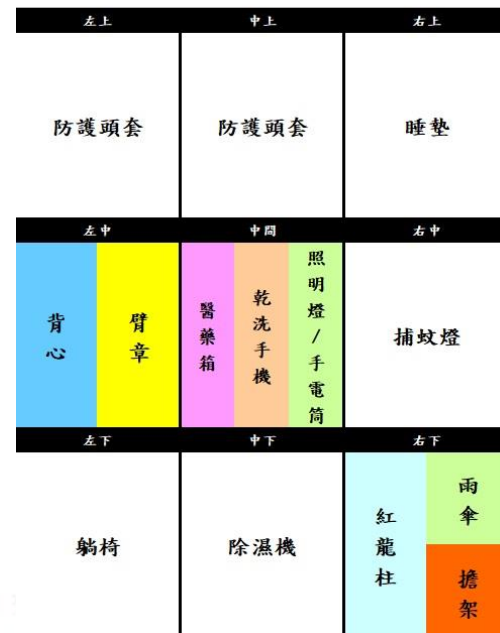 左上
中上
右上
防護頭套
防護頭套
睡墊
左中
中間
右中
背心
臂章
醫藥箱
乾洗手機
照明燈/手電筒
捕蚊燈
左下
中下
右下
躺椅
除濕機
紅龍柱
雨傘
擔架